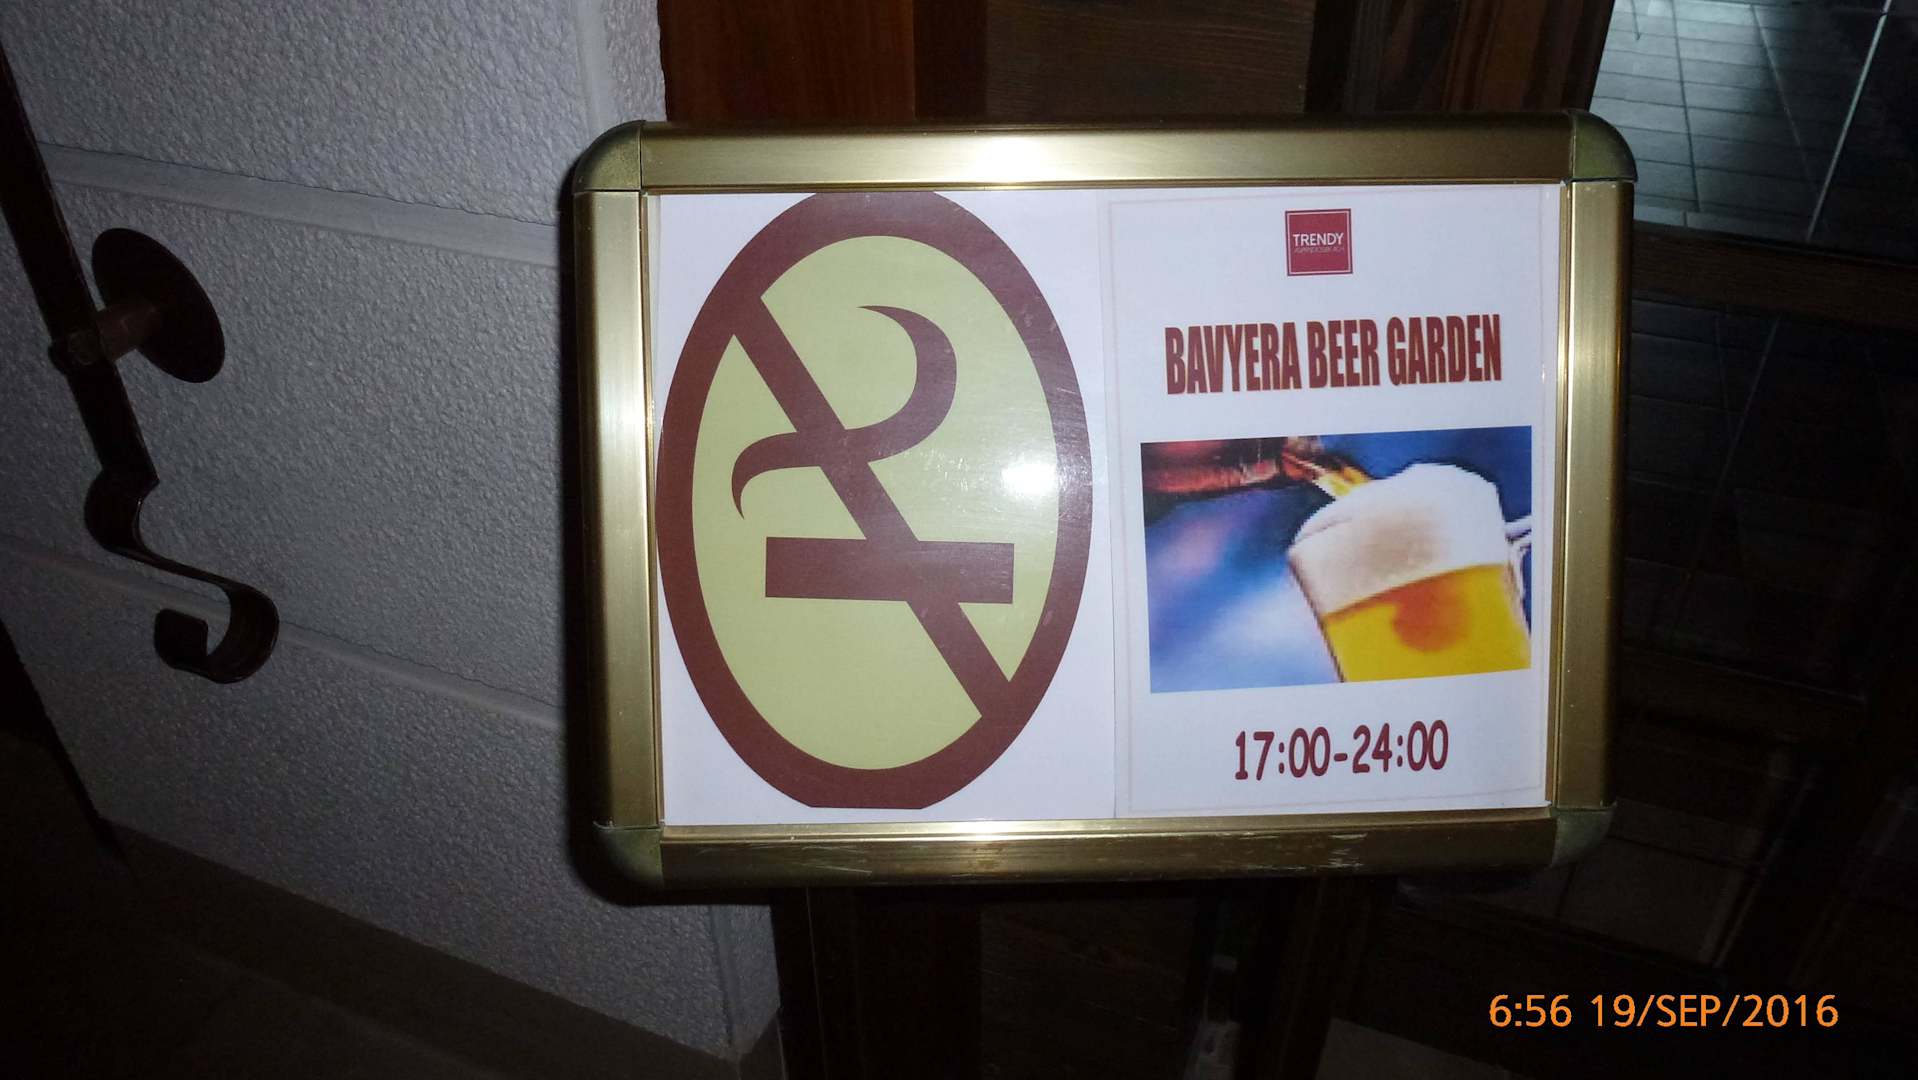 TRENDY
BAVYERA BEER GARDEN
17:00-24:00
6:56 19/SEP/2016